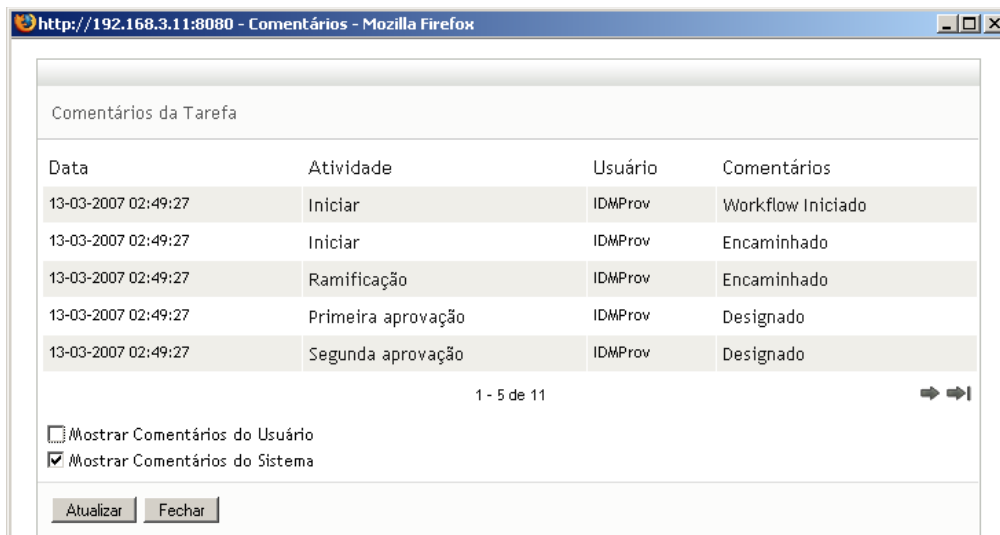 http://192.168.3.11:8080 - Comentários - Mozilla Firefox
Comentários da Tarefa
Data Atividade Usuário Comentários
13-03-2007 02:49:27 Iniciar IDMProv Workflow Iniciado
13-03-2007 02:49:27 Iniciar IDMProv Encaminhado
13-03-2007 02:49:27 Ramificação IDMProv Encaminhado
13-03-2007 02:49:27 Primeira aprovação IDMProv Designado
13-03-2007 02:49:27 Segunda aprovação IDMProv Designado
1 - 5 de 11
Mostrar Comentários do Usuário
Mostrar Comentários do Sistema
Atualizar Fechar